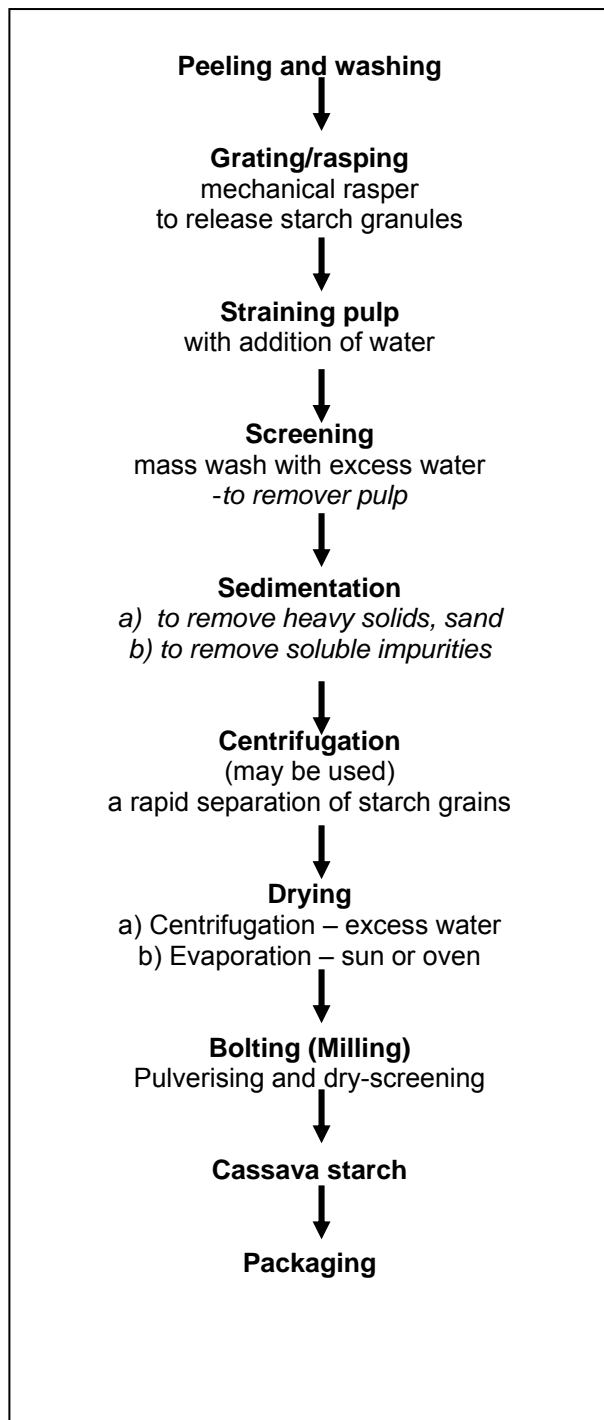 Peeling and washing
Grating/rasping
mechanical rasper
to release starch granules
Straining pulp
with addition of water
Screening
mass wash with excess water
-to remover pulp
Sedimentation
a) to remove heavy solids, sand
b) to remove soluble impurities
Centrifugation
(may be used)
a rapid separation of starch grains
Drying
a) Centrifugation – excess water
b) Evaporation – sun or oven
Bolting (Milling)
Pulverising and dry-screening
Cassava starch
Packaging